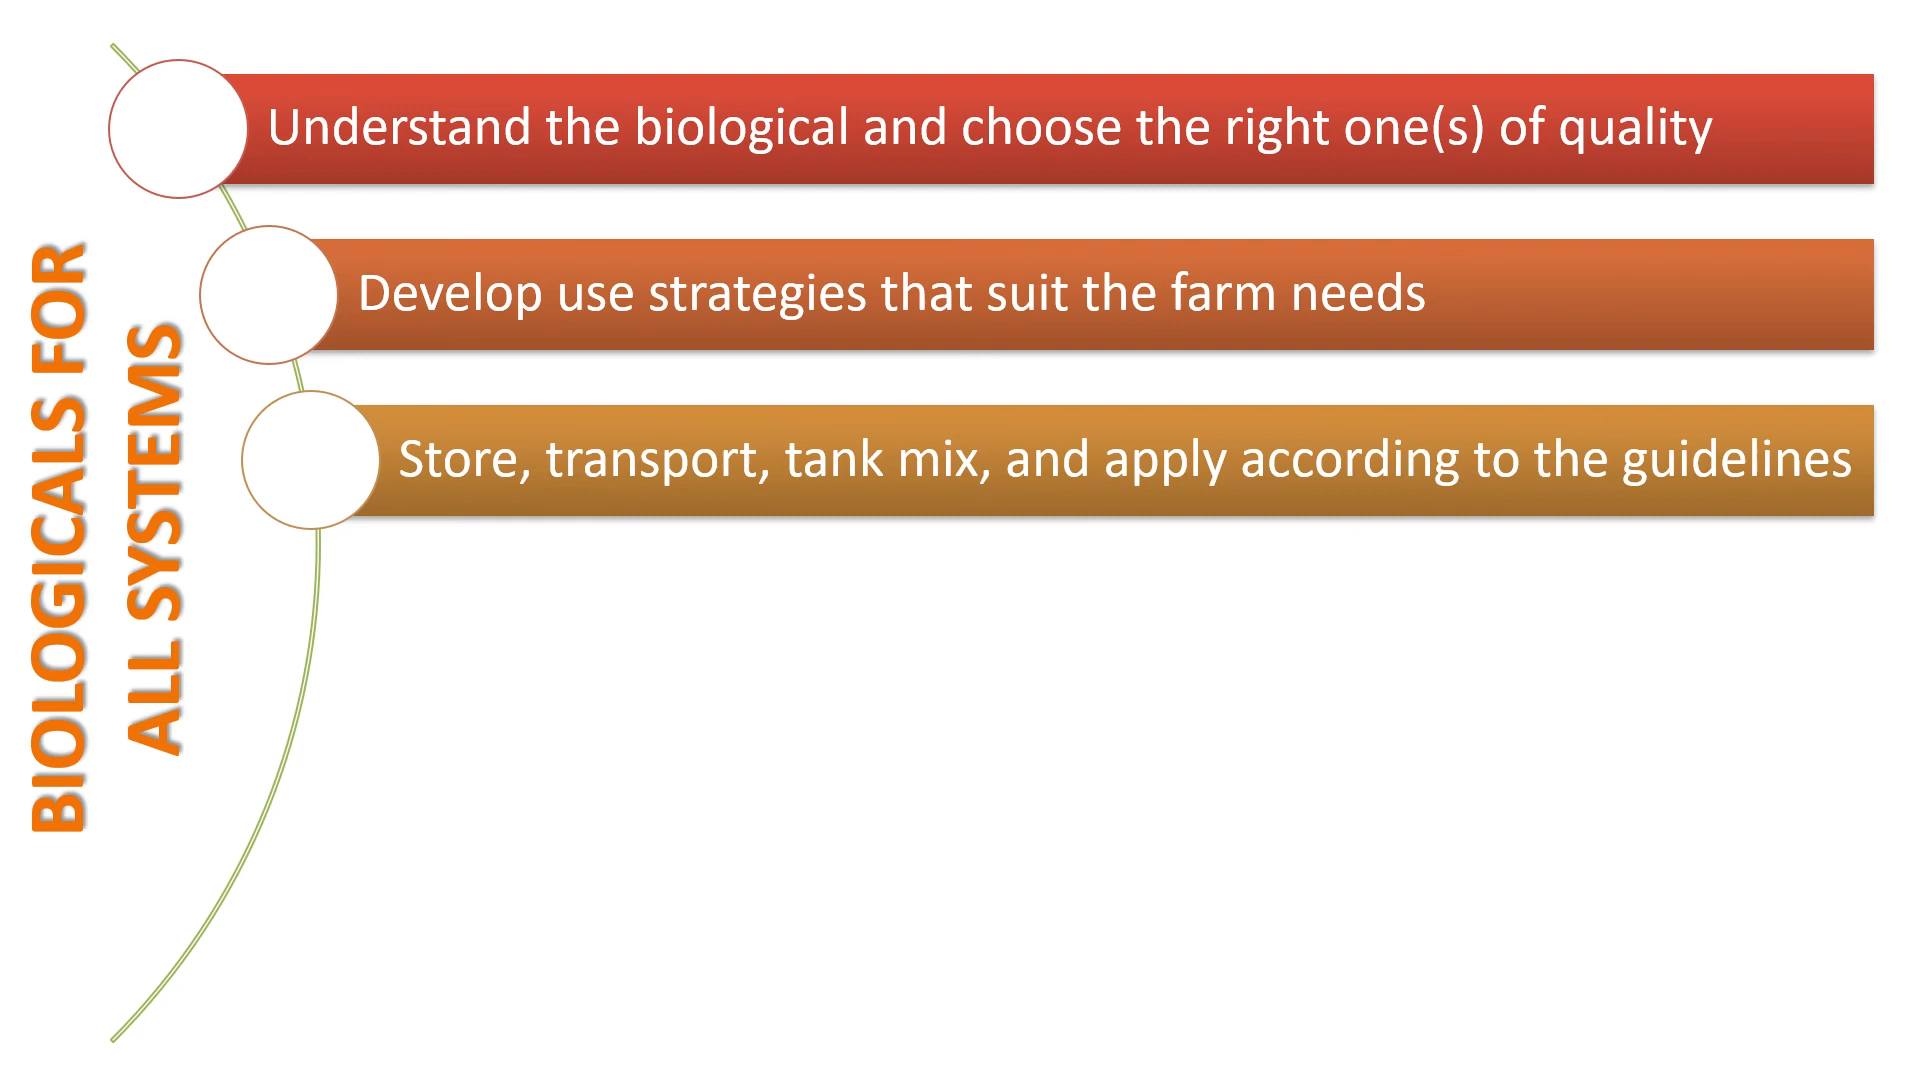 BIOLOGICALS FOR
ALL SYSTEMS
Understand the biological and choose the right one(s) of quality
Develop use strategies that suit the farm needs
Store, transport, tank mix, and apply according to the guidelines